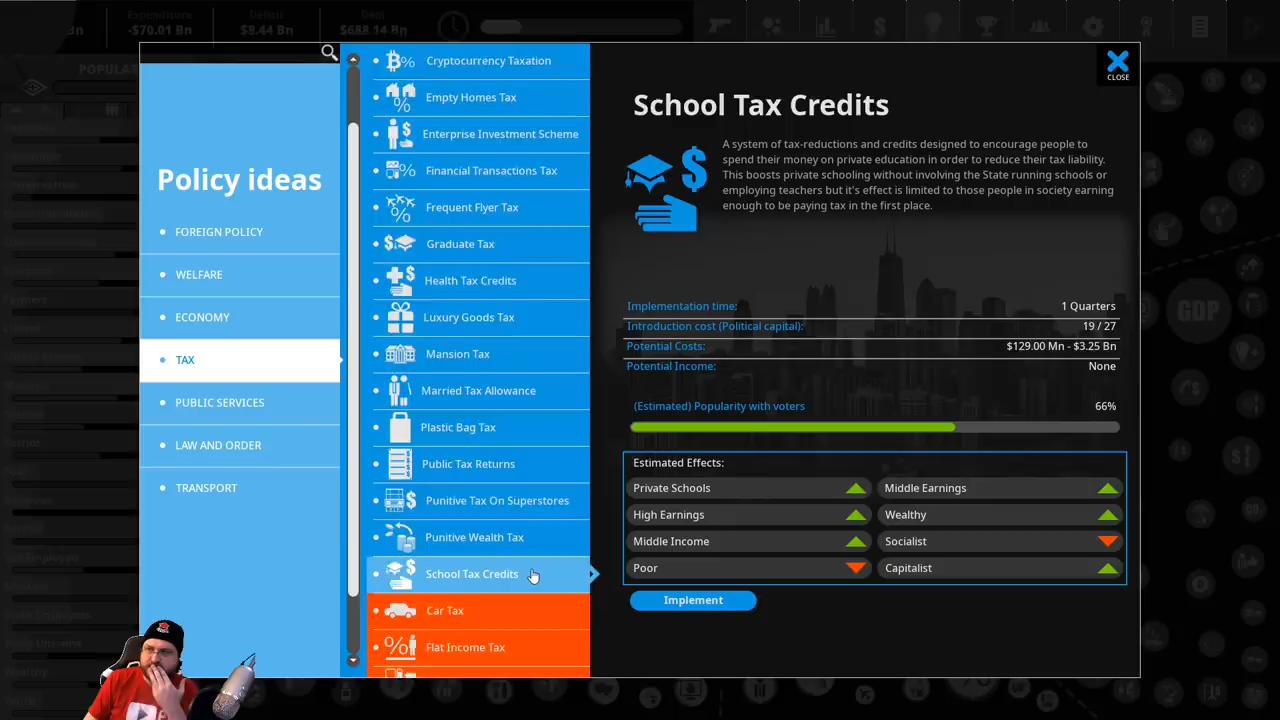 Expenditure
Deficit
Debt
Bn
-$70.01 Bn
$8.44 Bn
$688.14 Bn
Policy ideas
FOREIGN POLICY
WELFARE
ECONOMY
TAX
PUBLIC SERVICES
LAW AND ORDER
TRANSPORT
Cryptocurrency Taxation
Empty Homes Tax
Enterprise Investment Scheme
Financial Transactions Tax
Frequent Flyer Tax
Graduate Tax
Health Tax Credits
Luxury Goods Tax
Mansion Tax
Married Tax Allowance
Plastic Bag Tax
Public Tax Returns
Punitive Tax On Superstores
Punitive Wealth Tax
School Tax Credits
Car Tax
Flat Income Tax
CLOSE
School Tax Credits
A system of tax-reductions and credits designed to encourage people to
spend their money on private education in order to reduce their tax liability.
This boosts private schooling without involving the State running schools or
employing teachers but it's effect is limited to those people in society earning
enough to be paying tax in the first place.
Implementation time: 1 Quarters
Introduction cost (Political capital): 19 / 27
Potential Costs: $129.00 Mn - $3.25 Bn
Potential Income: None
(Estimated) Popularity with voters 66%
Estimated Effects:
Private Schools Middle Earnings
High Earnings Wealthy
Middle Income Socialist
Poor Capitalist
Implement
GDP